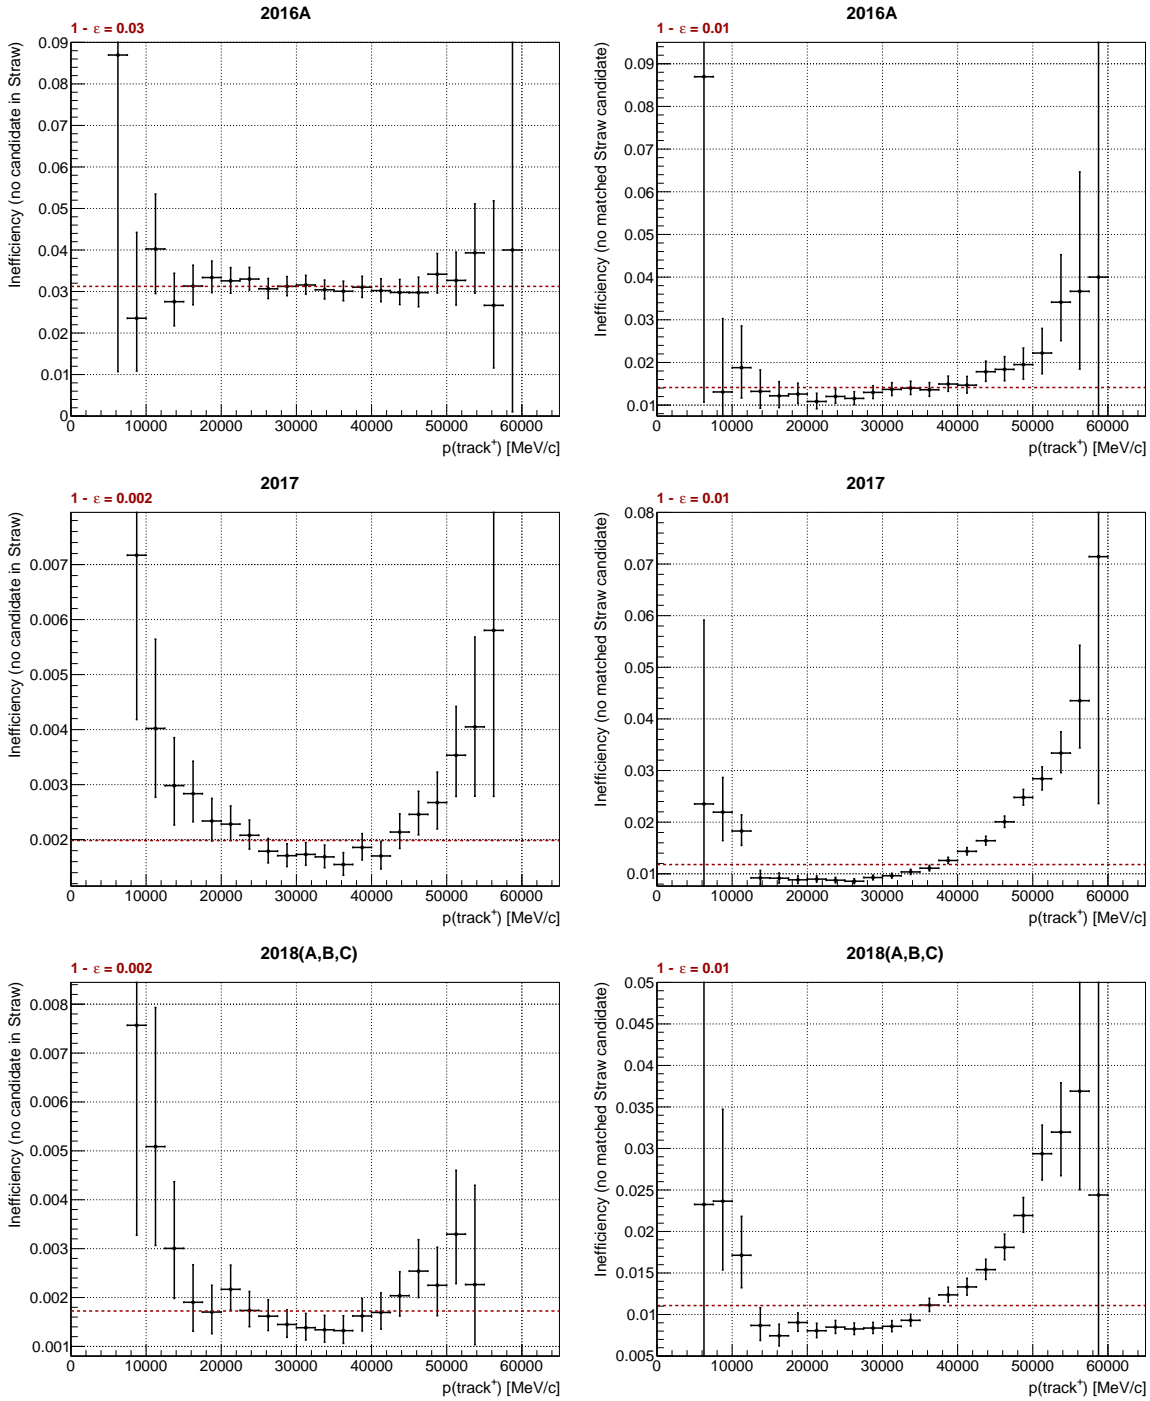 2016A
1 - ε = 0.03
Inefficiency (no candidate in Straw)
0.09
0.08
0.07
0.06
0.05
0.04
0.03
0.02
0.01
0
0 10000 20000 30000 40000 50000 60000
p(track⁺) [MeV/c]
2016A
1 - ε = 0.01
Inefficiency (no matched Straw candidate)
0.09
0.08
0.07
0.06
0.05
0.04
0.03
0.02
0.01
0 10000 20000 30000 40000 50000 60000
p(track⁺) [MeV/c]
2017
1 - ε = 0.002
Inefficiency (no candidate in Straw)
0.007
0.006
0.005
0.004
0.003
0.002
0 10000 20000 30000 40000 50000 60000
p(track⁺) [MeV/c]
2017
1 - ε = 0.01
Inefficiency (no matched Straw candidate)
0.08
0.07
0.06
0.05
0.04
0.03
0.02
0.01
0 10000 20000 30000 40000 50000 60000
p(track⁺) [MeV/c]
2018(A,B,C)
1 - ε = 0.002
Inefficiency (no candidate in Straw)
0.008
0.007
0.006
0.005
0.004
0.003
0.002
0.001
0 10000 20000 30000 40000 50000 60000
p(track⁺) [MeV/c]
2018(A,B,C)
1 - ε = 0.01
Inefficiency (no matched Straw candidate)
0.05
0.045
0.04
0.035
0.03
0.025
0.02
0.015
0.01
0.005
0 10000 20000 30000 40000 50000 60000
p(track⁺) [MeV/c]